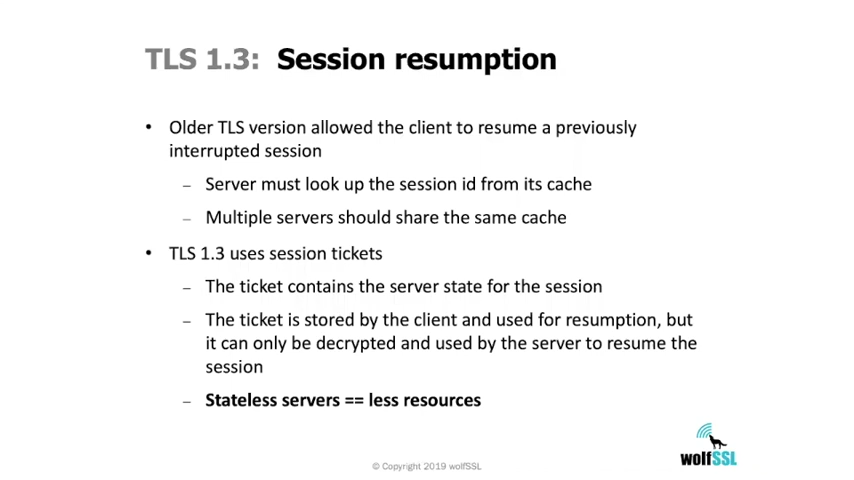 TLS 1.3: Session resumption
• Older TLS version allowed the client to resume a previously
interrupted session
– Server must look up the session id from its cache
– Multiple servers should share the same cache
• TLS 1.3 uses session tickets
– The ticket contains the server state for the session
– The ticket is stored by the client and used for resumption, but
it can only be decrypted and used by the server to resume the
session
– Stateless servers == less resources
wolfSSL
© Copyright 2019 wolfSSL